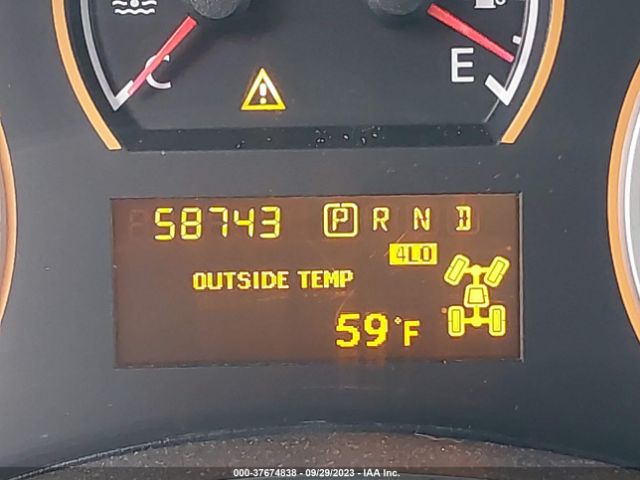 C
E
58743 P R N D
4LO
OUTSIDE TEMP
59°F
000-37674838 - 09/29/2023 - IAA Inc.